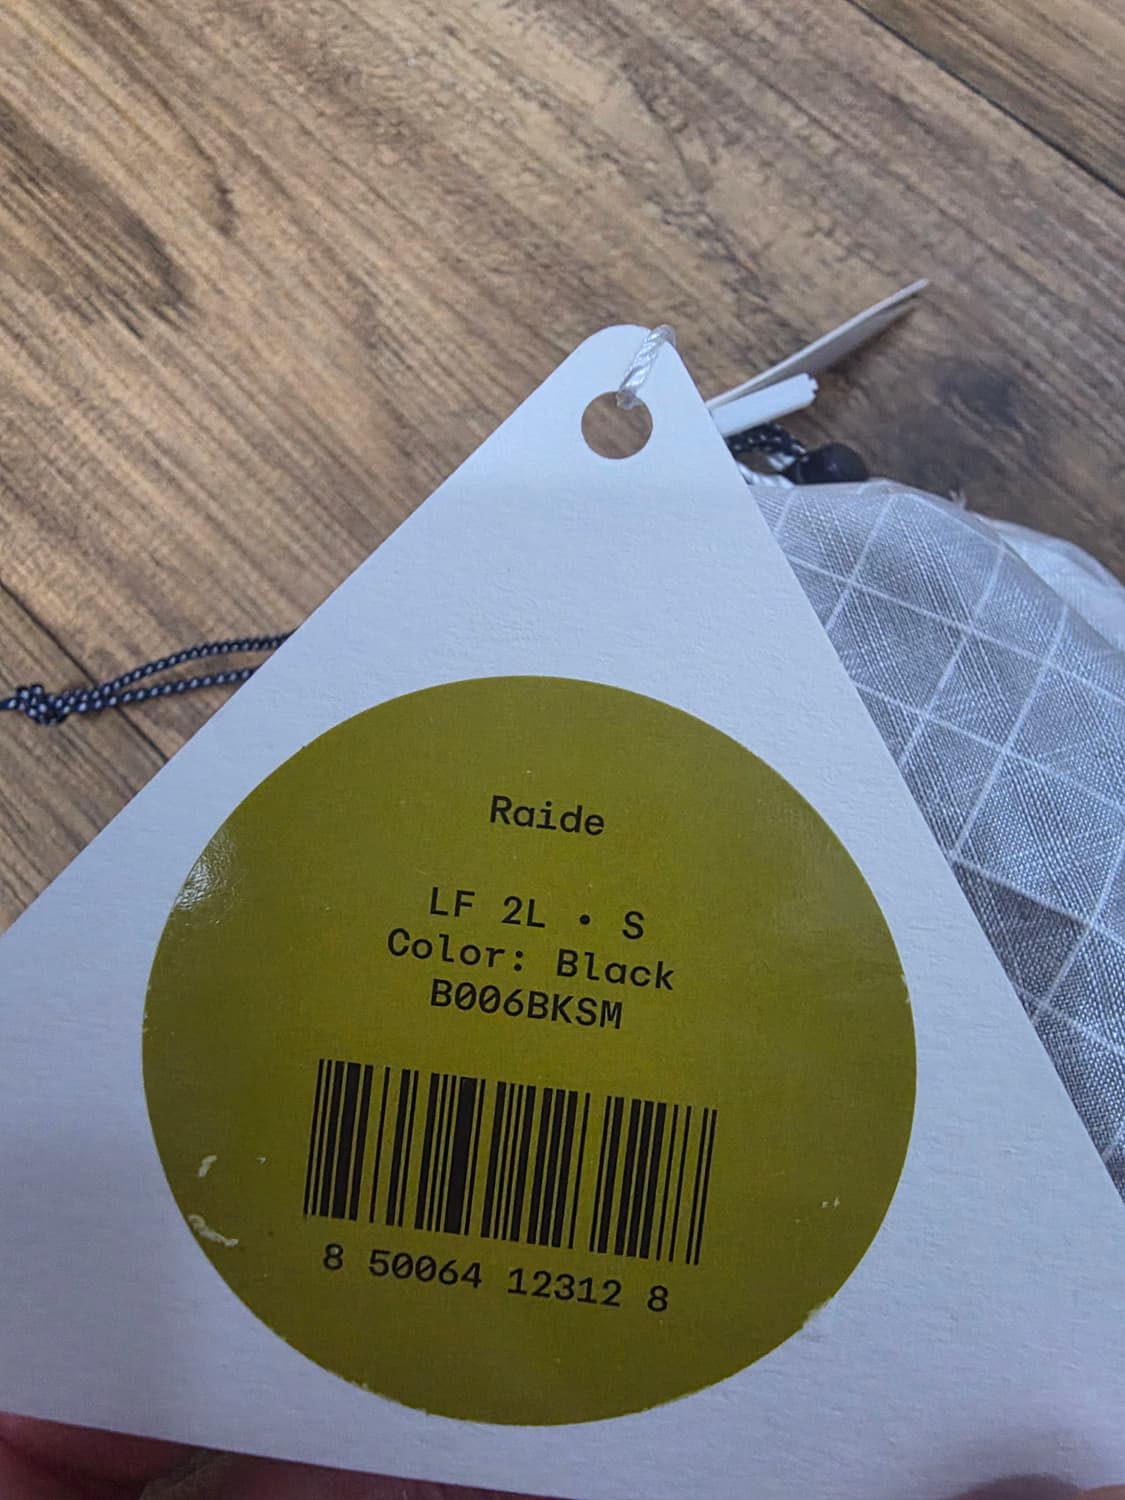 Raide
LF 2L • S
Color: Black
B006BKSM
8 50064 12312 8